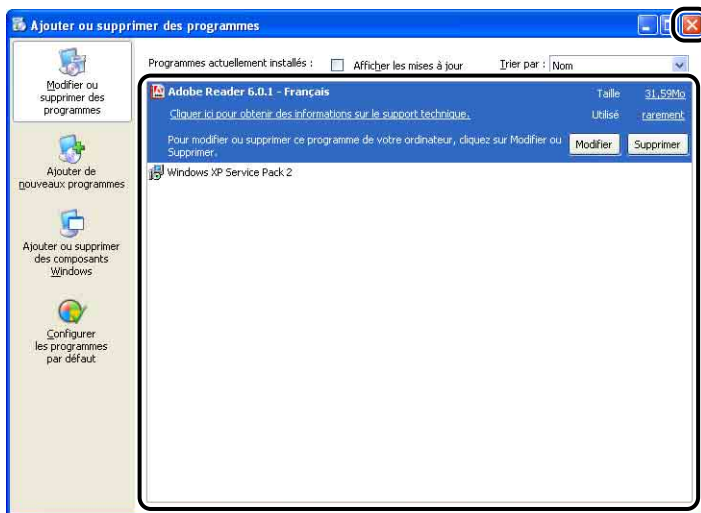 Ajouter ou supprimer des programmes
Modifier ou
supprimer des
programmes
Ajouter de
nouveaux programmes
Ajouter ou supprimer
des composants
Windows
Configurer
les programmes
par défaut
Programmes actuellement installés :
Afficher les mises à jour
Trier par :
Nom
Adobe Reader 6.0.1 - Français
Taille
31,59Mo
Cliquer ici pour obtenir des informations sur le support technique.
Utilisé
rarement
Pour modifier ou supprimer ce programme de votre ordinateur, cliquez sur Modifier ou
Supprimer.
Modifier
Supprimer
Windows XP Service Pack 2